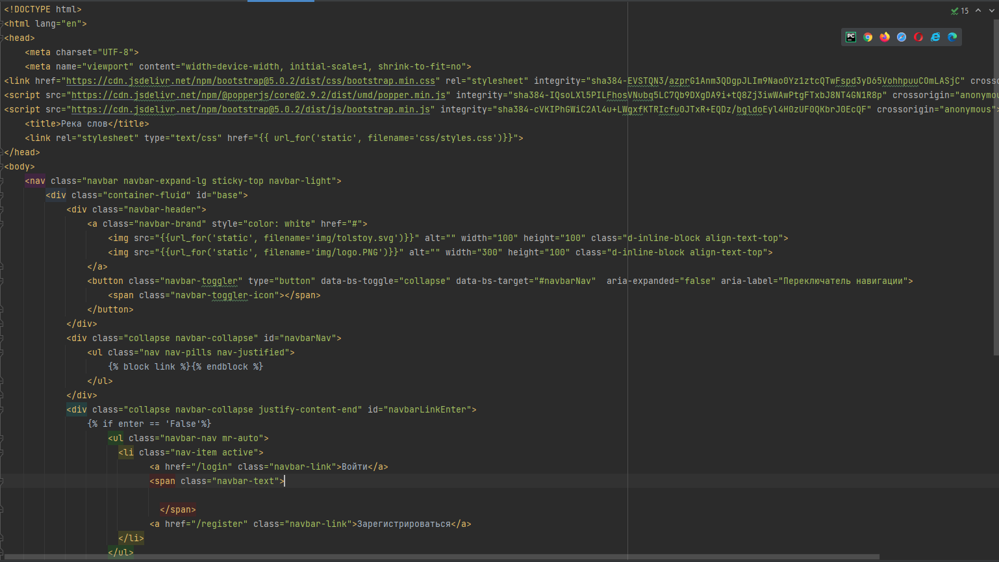 <!DOCTYPE html>
15
<html lang="en">
<head>
PC
<meta charset="UTF-8">
<meta name="viewport" content="width=device-width, initial-scale=1, shrink-to-fit=no">
<link href="https://cdn.jsdelivr.net/npm/bootstrap@5.0.2/dist/css/bootstrap.min.css" rel="stylesheet" integrity="sha384-EVSTQN3/azprG1Anm3QDgpJLIm9Nao0Yz1ztcQTwFspd3yD65VohhpuuCOmLASjC" crosso
<script src="https://cdn.jsdelivr.net/npm/@popperjs/core@2.9.2/dist/umd/popper.min.js" integrity="sha384-IQsoLXl5PILFhosVNubq5LC7Qb9DXgDA9i+tQ8Zj3iwWAwPtgFTxbJ8NT4GN1R8p" crossorigin="anonymou
<script src="https://cdn.jsdelivr.net/npm/bootstrap@5.0.2/dist/js/bootstrap.min.js" integrity="sha384-cVKIPhGWiC2Al4u+LWgxfKTRIcfu0JTxR+EQDz/bgldoEyl4H0zUF0QKbrJ0EcQF" crossorigin="anonymous">
<title>Река слов</title>
<link rel="stylesheet" type="text/css" href="{{ url_for('static', filename='css/styles.css')}}">
</head>
<body>
<nav class="navbar navbar-expand-lg sticky-top navbar-light">
<div class="container-fluid" id="base">
<div class="navbar-header">
<a class="navbar-brand" style="color: white" href="#">
<img src="{{url_for('static', filename='img/tolstoy.svg')}}" alt="" width="100" height="100" class="d-inline-block align-text-top">
<img src="{{url_for('static', filename='img/logo.PNG')}}" alt="" width="300" height="100" class="d-inline-block align-text-top">
</a>
<button class="navbar-toggler" type="button" data-bs-toggle="collapse" data-bs-target="#navbarNav"  aria-expanded="false" aria-label="Переключатель навигации">
<span class="navbar-toggler-icon"></span>
</button>
</div>
<div class="collapse navbar-collapse" id="navbarNav">
<ul class="nav nav-pills nav-justified">
{% block link %}{% endblock %}
</ul>
</div>
<div class="collapse navbar-collapse justify-content-end" id="navbarLinkEnter">
{% if enter == 'False'%}
<ul class="navbar-nav mr-auto">
<li class="nav-item active">
<a href="/login" class="navbar-link">Войти</a>
<span class="navbar-text">
</span>
<a href="/register" class="navbar-link">Зарегистрироваться</a>
</li>
</ul>